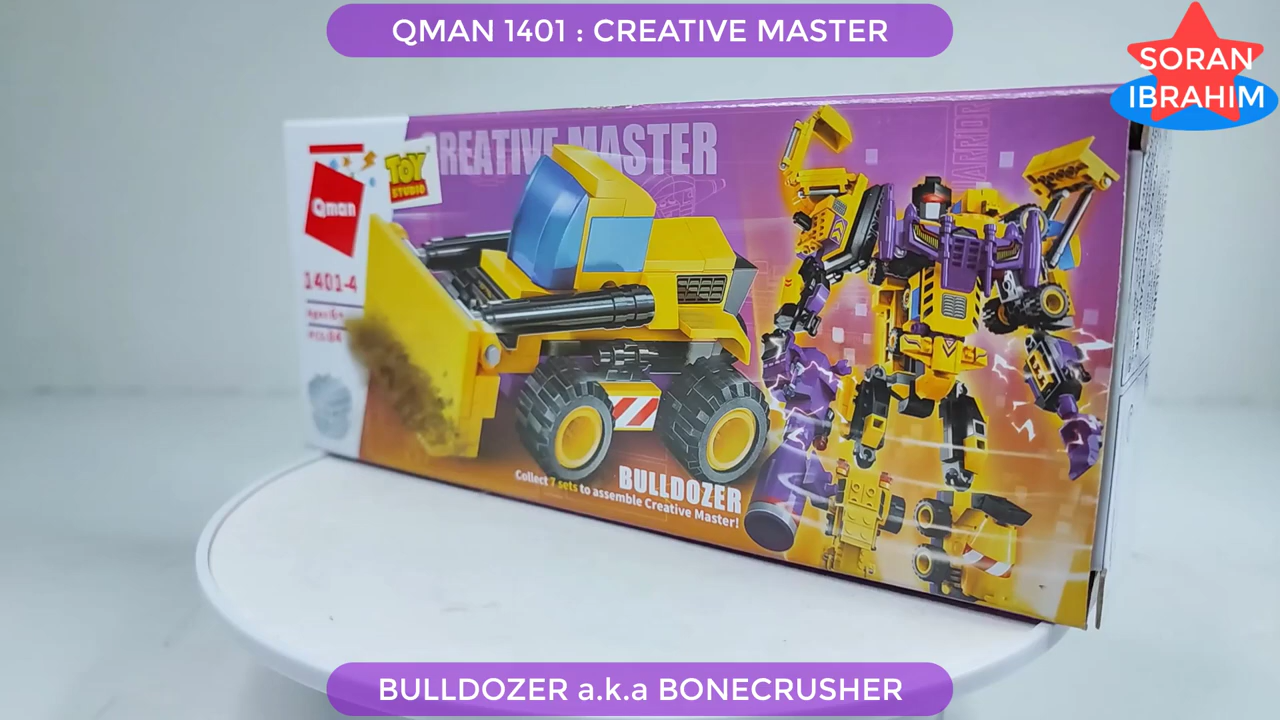 QMAN 1401 : CREATIVE MASTER
SORAN
IBRAHIM
CREATIVE MASTER
TOY
STUDIO
Qman
1401-4
WARRIOR
BULLDOZER
Collect 7 sets to assemble Creative Master!
BULLDOZER a.k.a BONECRUSHER